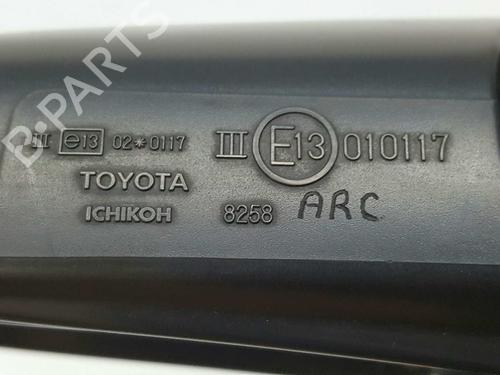 B-PARTS
III e13 02*0117 III E13 010117
TOYOTA
ICHIKOH 8258 ARC